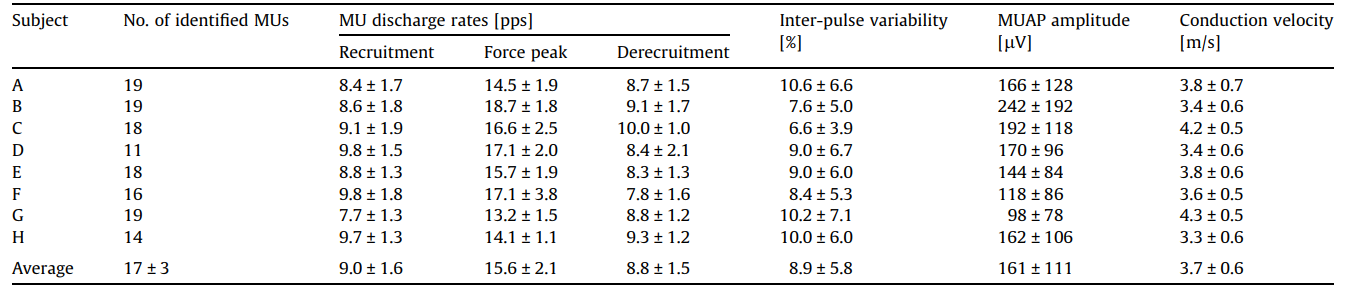 Subject No. of identified MUs MU discharge rates [pps] Inter-pulse variability MUAP amplitude Conduction velocity
[%] [μV] [m/s]
Recruitment Force peak Derecruitment
A 19 8.4 ± 1.7 14.5 ± 1.9 8.7 ± 1.5 10.6 ± 6.6 166 ± 128 3.8 ± 0.7
B 19 8.6 ± 1.8 18.7 ± 1.8 9.1 ± 1.7 7.6 ± 5.0 242 ± 192 3.4 ± 0.6
C 18 9.1 ± 1.9 16.6 ± 2.5 10.0 ± 1.0 6.6 ± 3.9 192 ± 118 4.2 ± 0.5
D 11 9.8 ± 1.5 17.1 ± 2.0 8.4 ± 2.1 9.0 ± 6.7 170 ± 96 3.4 ± 0.6
E 18 8.8 ± 1.3 15.7 ± 1.9 8.3 ± 1.3 9.0 ± 6.0 144 ± 84 3.8 ± 0.6
F 16 9.8 ± 1.8 17.1 ± 3.8 7.8 ± 1.6 8.4 ± 5.3 118 ± 86 3.6 ± 0.5
G 19 7.7 ± 1.3 13.2 ± 1.5 8.8 ± 1.2 10.2 ± 7.1 98 ± 78 4.3 ± 0.5
H 14 9.7 ± 1.3 14.1 ± 1.1 9.3 ± 1.2 10.0 ± 6.0 162 ± 106 3.3 ± 0.6
Average 17 ± 3 9.0 ± 1.6 15.6 ± 2.1 8.8 ± 1.5 8.9 ± 5.8 161 ± 111 3.7 ± 0.6